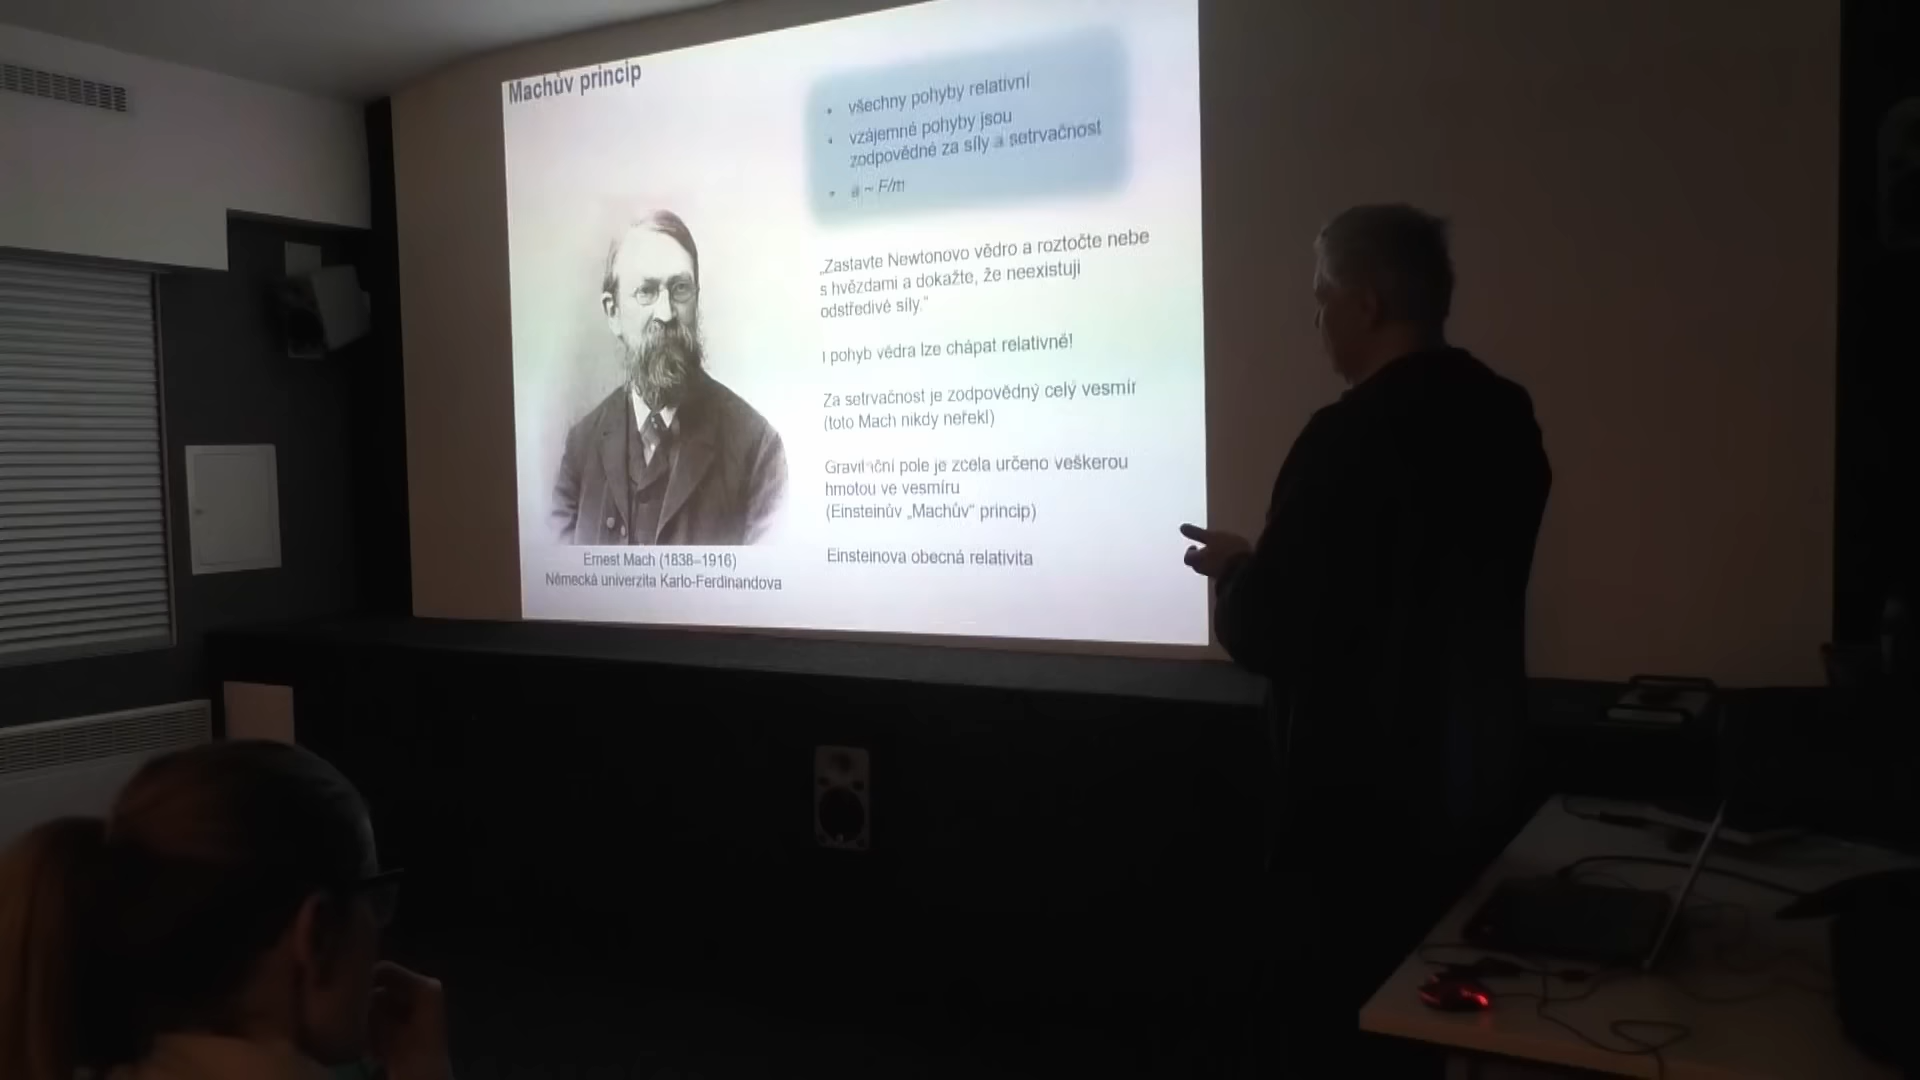 Machův princip
• všechny pohyby relativní
• vzájemné pohyby jsou
zodpovědné za síly a setrvačnost
• a ~ F/m
„Zastavte Newtonovo vědro a roztočte nebe
s hvězdami a dokažte, že neexistují
odstředivé síly."
I pohyb vědra lze chápat relativně!
Za setrvačnost je zodpovědný celý vesmír
(toto Mach nikdy neřekl)
Gravitační pole je zcela určeno veškerou
hmotou ve vesmíru
(Einsteinův „Machův" princip)
Einsteinova obecná relativita
Ernest Mach (1838–1916)
Německá univerzita Karlo-Ferdinandova